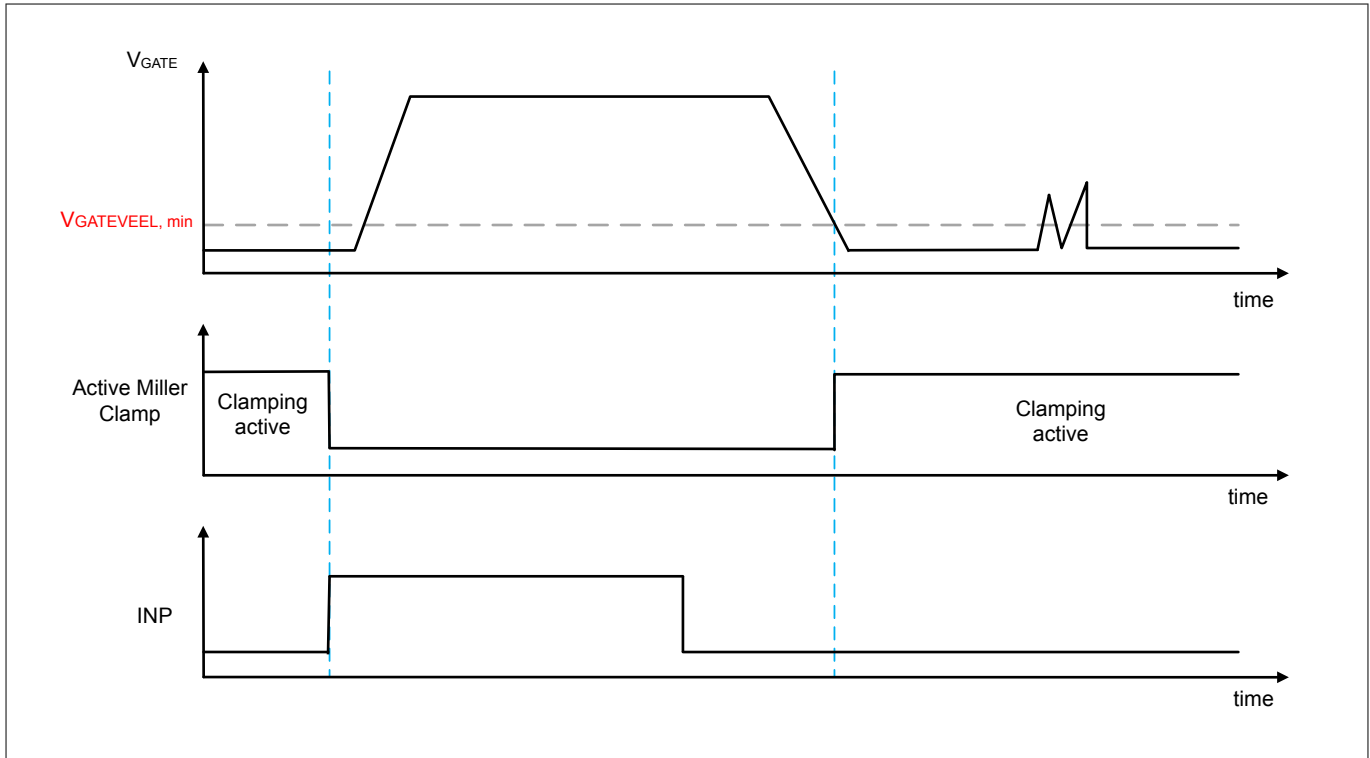 VGATE
VGATEVEEL, min
time
Active Miller
Clamp
Clamping
active
Clamping
active
time
INP
time